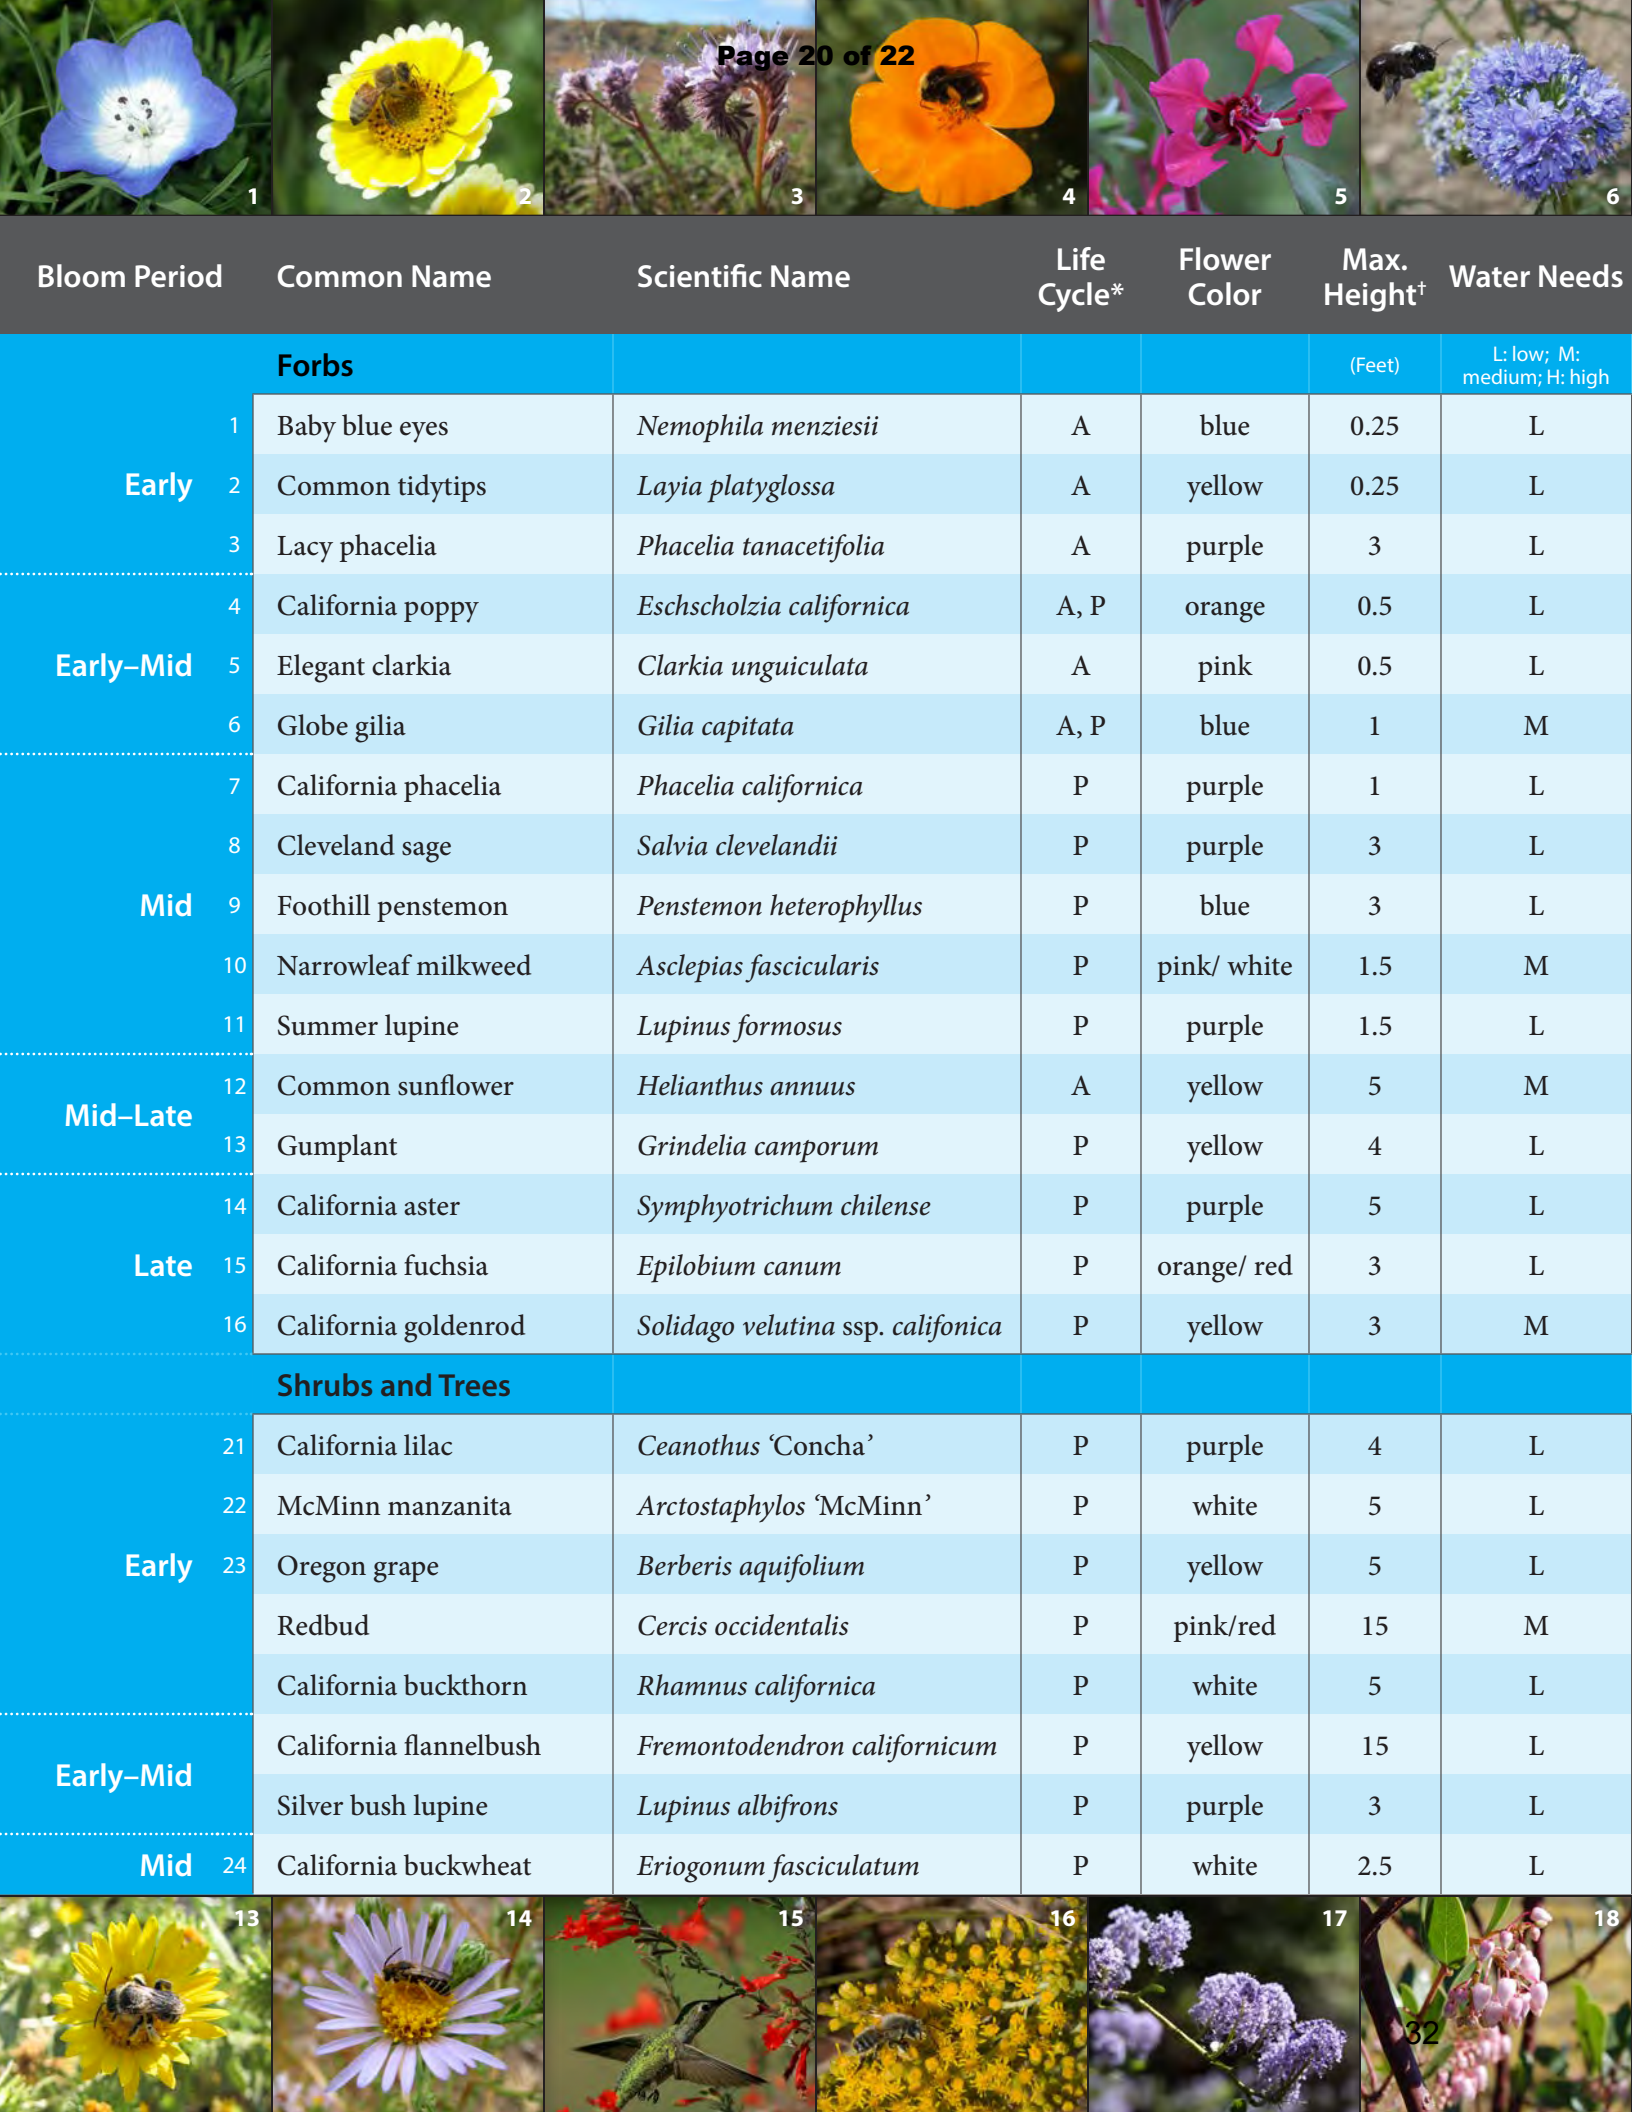 Page 20 of 22
1 2 3 4 5 6
Bloom Period Common Name Scientific Name Life Cycle* Flower Color Max. Height† Water Needs
Forbs (Feet) L: low; M: medium; H: high
Early
1 Baby blue eyes Nemophila menziesii A blue 0.25 L
2 Common tidytips Layia platyglossa A yellow 0.25 L
3 Lacy phacelia Phacelia tanacetifolia A purple 3 L
Early–Mid
4 California poppy Eschscholzia californica A, P orange 0.5 L
5 Elegant clarkia Clarkia unguiculata A pink 0.5 L
6 Globe gilia Gilia capitata A, P blue 1 M
Mid
7 California phacelia Phacelia californica P purple 1 L
8 Cleveland sage Salvia clevelandii P purple 3 L
9 Foothill penstemon Penstemon heterophyllus P blue 3 L
10 Narrowleaf milkweed Asclepias fascicularis P pink/ white 1.5 M
11 Summer lupine Lupinus formosus P purple 1.5 L
Mid–Late
12 Common sunflower Helianthus annuus A yellow 5 M
13 Gumplant Grindelia camporum P yellow 4 L
Late
14 California aster Symphyotrichum chilense P purple 5 L
15 California fuchsia Epilobium canum P orange/ red 3 L
16 California goldenrod Solidago velutina ssp. califonica P yellow 3 M
Shrubs and Trees
Early
21 California lilac Ceanothus ‘Concha’ P purple 4 L
22 McMinn manzanita Arctostaphylos ‘McMinn’ P white 5 L
23 Oregon grape Berberis aquifolium P yellow 5 L
Redbud Cercis occidentalis P pink/red 15 M
California buckthorn Rhamnus californica P white 5 L
Early–Mid
California flannelbush Fremontodendron californicum P yellow 15 L
Silver bush lupine Lupinus albifrons P purple 3 L
Mid
24 California buckwheat Eriogonum fasciculatum P white 2.5 L
13 14 15 16 17 18
32